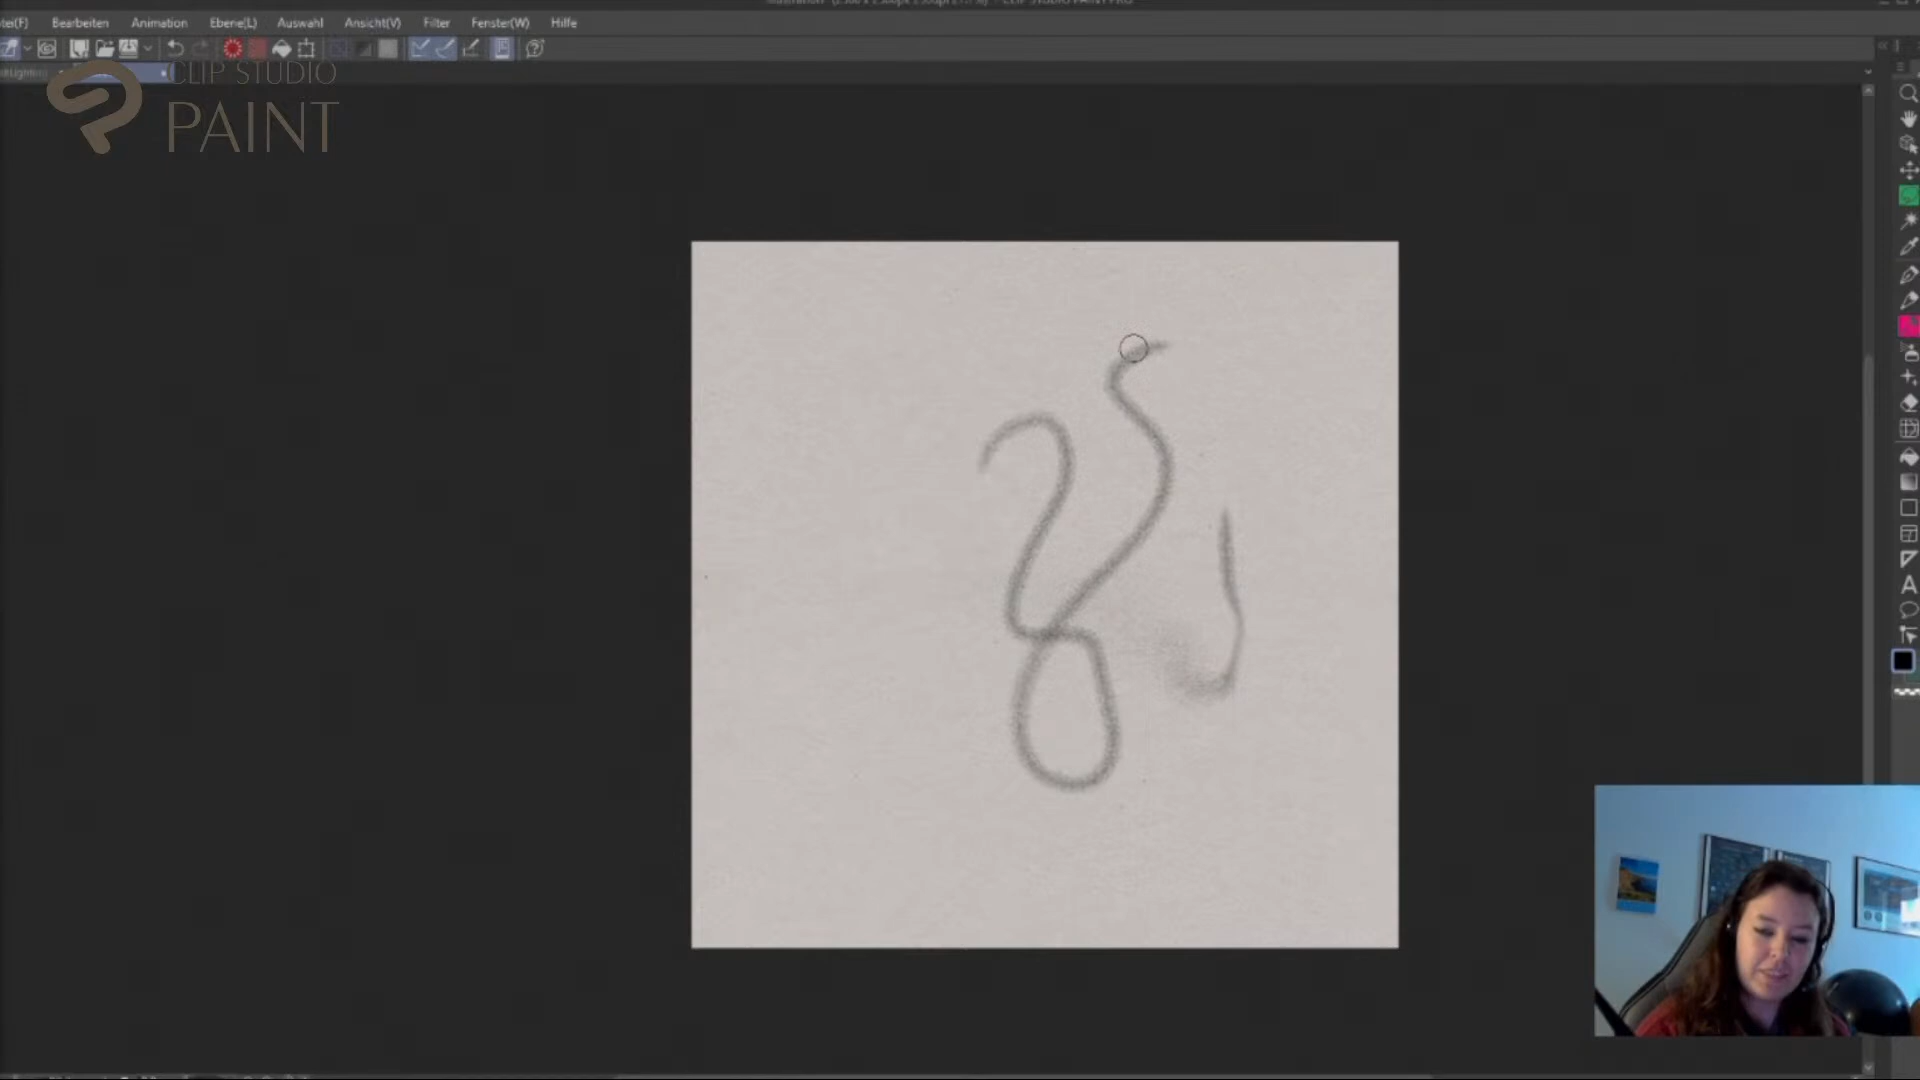 Bearbeiten Animation Ebene(L) Auswahl Ansicht(V) Filter Fenster(W) Hilfe
CLIP STUDIO
PAINT